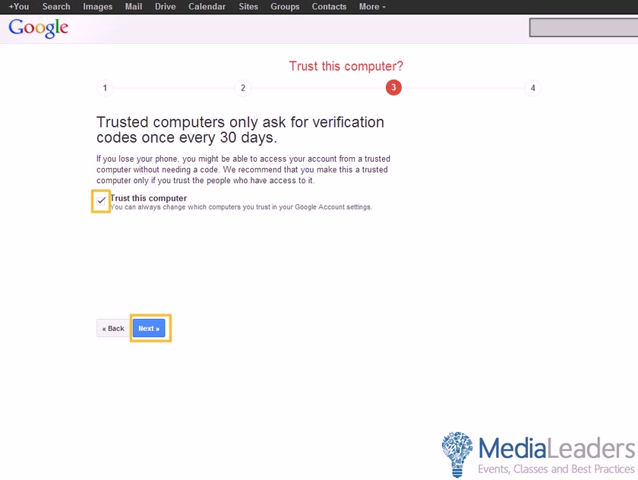 +You Search Images Mail Drive Calendar Sites Groups Contacts More
Google
Trust this computer?
1 2 3 4
Trusted computers only ask for verification
codes once every 30 days.
If you lose your phone, you might be able to access your account from a trusted
computer without needing a code. We recommend that you make this a trusted
computer only if you trust the people who have access to it.
Trust this computer
You can always change which computers you trust in your Google Account settings.
« Back Next »
MediaLeaders
Events, Classes and Best Practices